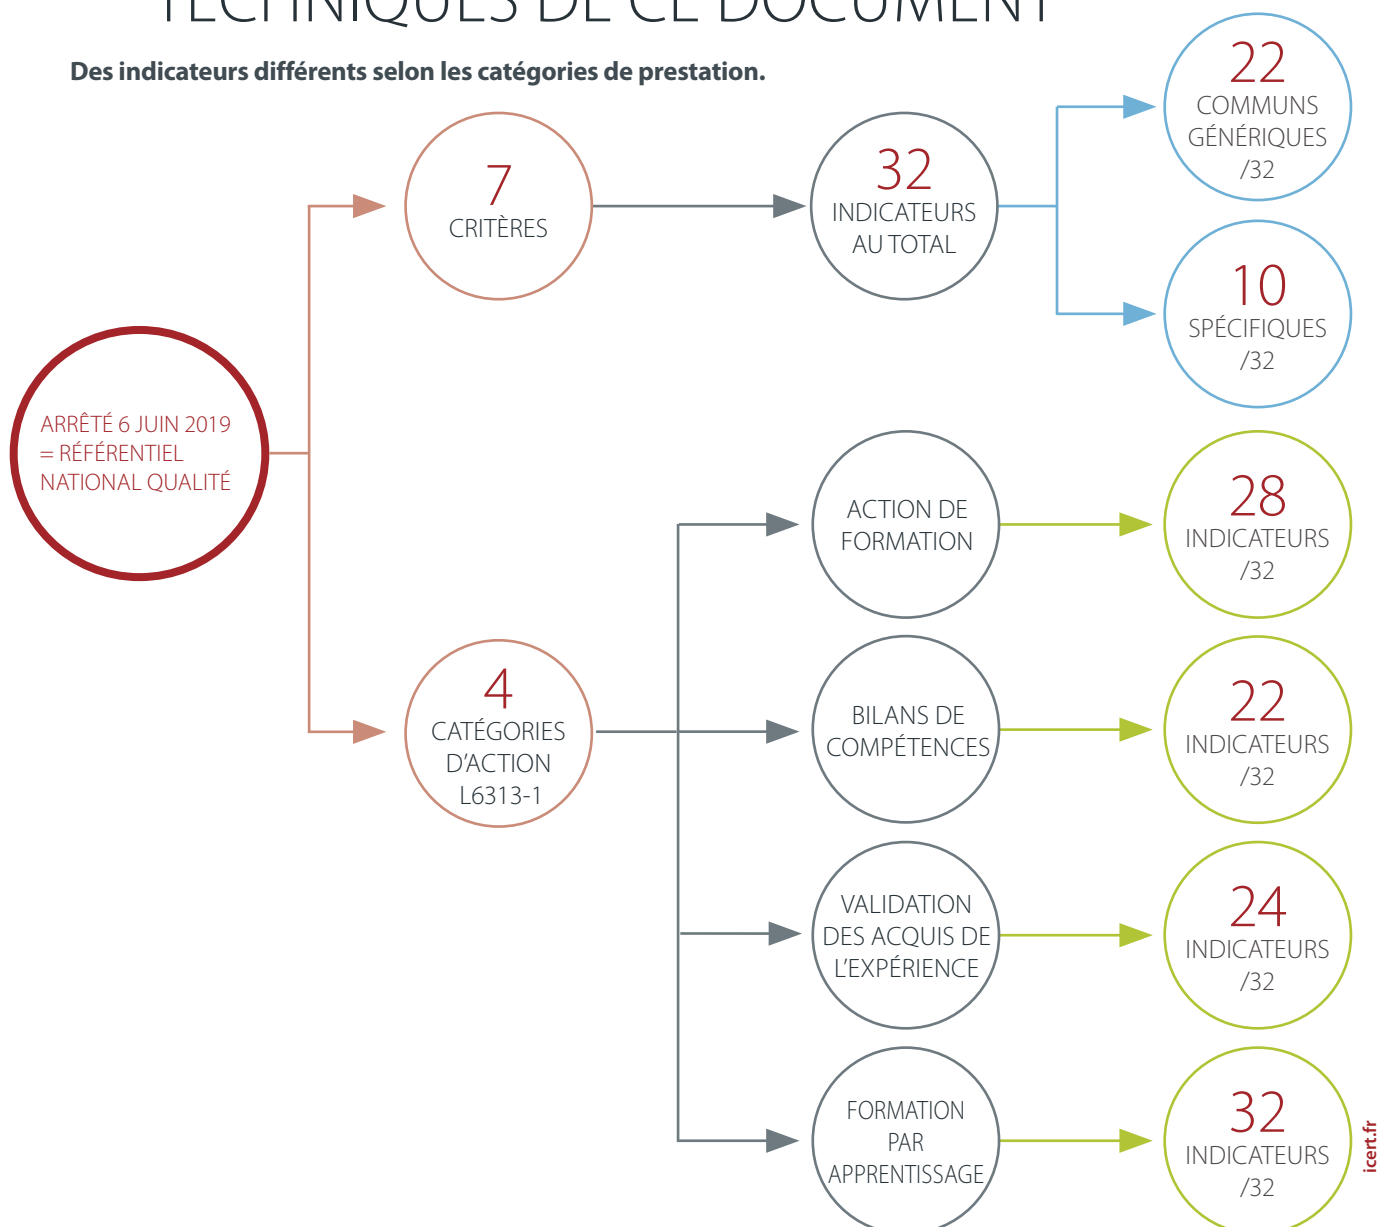 TECHNIQUES DE CE DOCUMENT
Des indicateurs différents selon les catégories de prestation.
ARRÊTÉ 6 JUIN 2019
= RÉFÉRENTIEL
NATIONAL QUALITÉ
7
CRITÈRES
32
INDICATEURS
AU TOTAL
22
COMMUNS
GÉNÉRIQUES
/32
10
SPÉCIFIQUES
/32
4
CATÉGORIES
D'ACTION
L6313-1
ACTION DE
FORMATION
28
INDICATEURS
/32
BILANS DE
COMPÉTENCES
22
INDICATEURS
/32
VALIDATION
DES ACQUIS DE
L'EXPÉRIENCE
24
INDICATEURS
/32
FORMATION
PAR
APPRENTISSAGE
32
INDICATEURS
/32
icert.fr